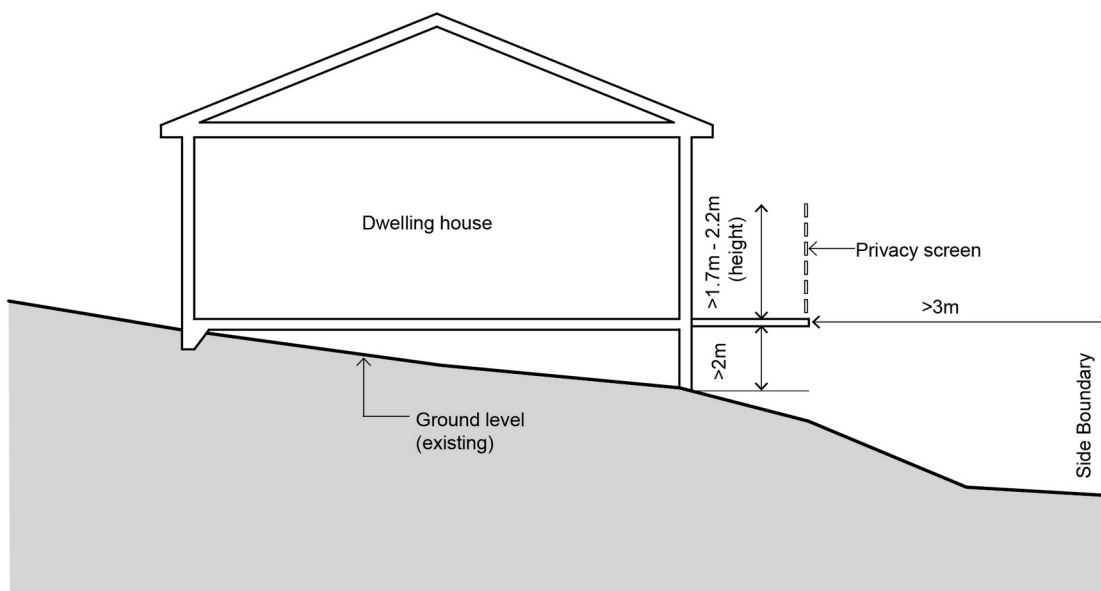 Dwelling house
>1.7m - 2.2m
(height)
Privacy screen
>3m
>2m
Ground level
(existing)
Side Boundary